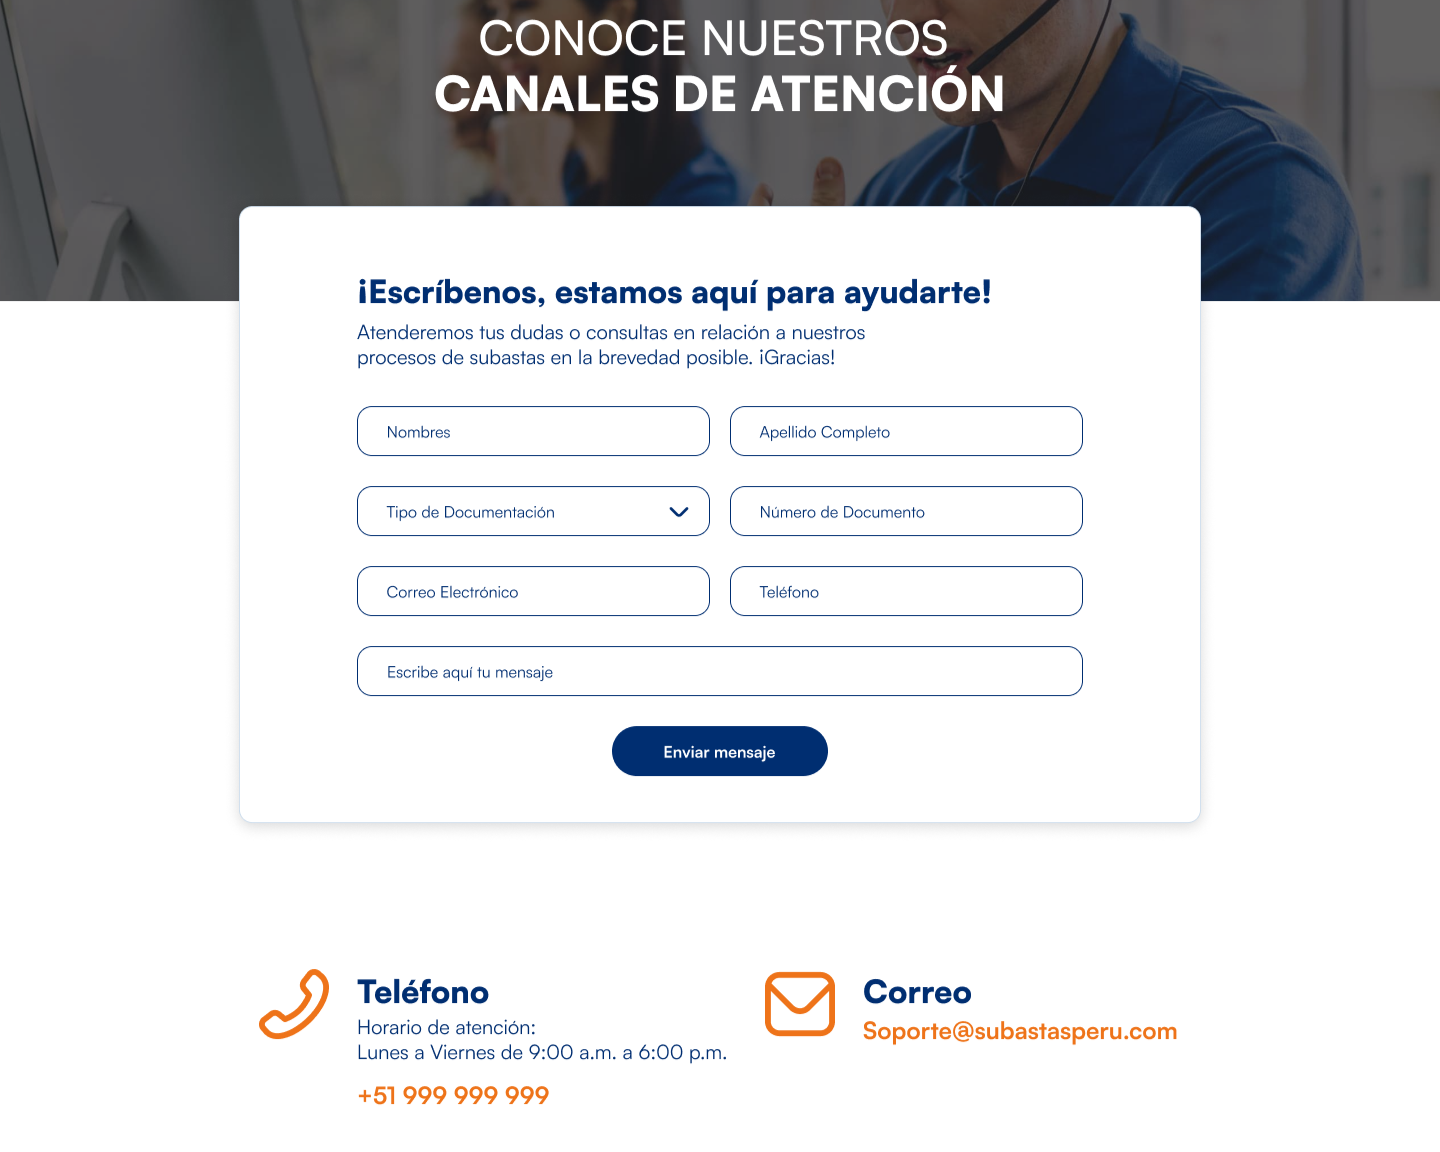 CONOCE NUESTROS
CANALES DE ATENCIÓN
¡Escríbenos, estamos aquí para ayudarte!
Atenderemos tus dudas o consultas en relación a nuestros
procesos de subastas en la brevedad posible. ¡Gracias!
Nombres
Apellido Completo
Tipo de Documentación
Número de Documento
Correo Electrónico
Teléfono
Escribe aquí tu mensaje
Enviar mensaje
Teléfono
Horario de atención:
Lunes a Viernes de 9:00 a.m. a 6:00 p.m.
+51 999 999 999
Correo
Soporte@subastasperu.com